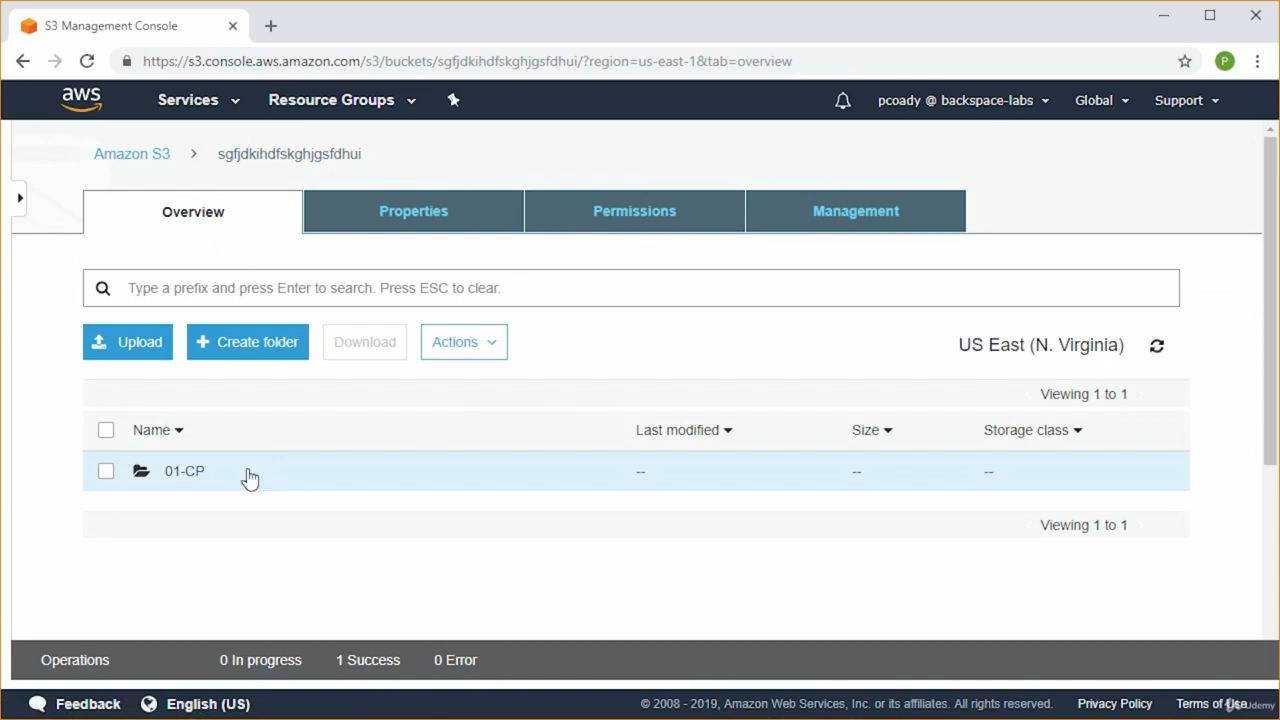 S3 Management Console
https://s3.console.aws.amazon.com/s3/buckets/sgfjdkihdfskghjgsfdhui/?region=us-east-1&tab=overview
P
aws Services Resource Groups pcoady @ backspace-labs Global Support
Amazon S3 > sgfjdkihdfskghjgsfdhui
Overview Properties Permissions Management
Type a prefix and press Enter to search. Press ESC to clear.
Upload Create folder Download Actions US East (N. Virginia)
Viewing 1 to 1
Name Last modified Size Storage class
01-CP -- -- --
Viewing 1 to 1
Operations 0 In progress 1 Success 0 Error
Feedback English (US) © 2008 - 2019, Amazon Web Services, Inc. or its affiliates. All rights reserved. Privacy Policy Terms of Use
Udemy